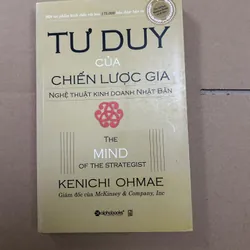 TƯ DUY
CỦA
CHIẾN LƯỢC GIA
NGHỆ THUẬT KINH DOANH NHẬT BẢN
THE
MIND
OF THE STRATEGIST
KENICHI OHMAE
Giám đốc của McKinsey & Company, Inc
alphabooks